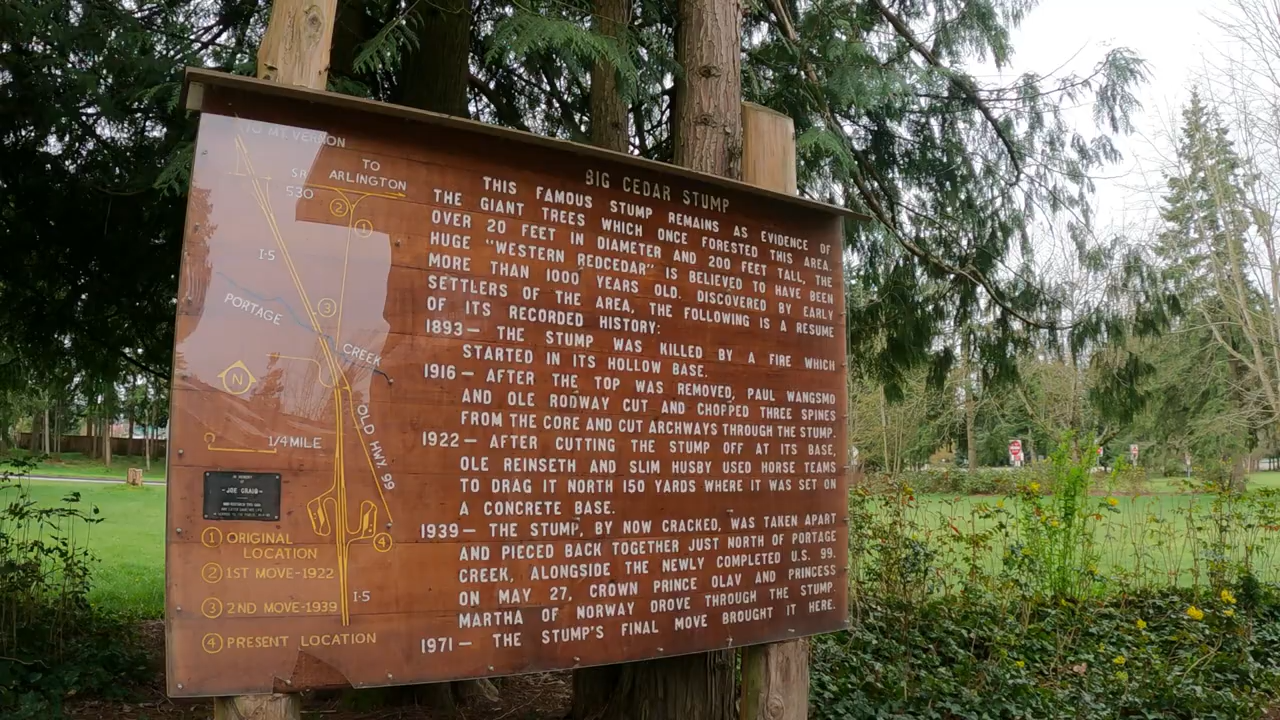 TO MT. VERNON
TO
ARLINGTON
SR
530
2
1
I-5
3
PORTAGE
CREEK
N
OLD HWY. 99
1/4 MILE
IN MEMORY
OF
-JOE GRAIB-
4
1 ORIGINAL
LOCATION
2 1ST MOVE-1922
3 2ND MOVE-1939
I-5
4 PRESENT LOCATION
BIG CEDAR STUMP
THIS FAMOUS STUMP REMAINS AS EVIDENCE OF
THE GIANT TREES WHICH ONCE FORESTED THIS AREA.
OVER 20 FEET IN DIAMETER AND 200 FEET TALL, THE
HUGE "WESTERN REDCEDAR" IS BELIEVED TO HAVE BEEN
MORE THAN 1000 YEARS OLD. DISCOVERED BY EARLY
SETTLERS OF THE AREA, THE FOLLOWING IS A RESUME
OF ITS RECORDED HISTORY:
1893— THE STUMP WAS KILLED BY A FIRE WHICH
STARTED IN ITS HOLLOW BASE.
1916— AFTER THE TOP WAS REMOVED, PAUL WANGSMO
AND OLE RODWAY CUT AND CHOPPED THREE SPINES
FROM THE CORE AND CUT ARCHWAYS THROUGH THE STUMP.
1922— AFTER CUTTING THE STUMP OFF AT ITS BASE,
OLE REINSETH AND SLIM HUSBY USED HORSE TEAMS
TO DRAG IT NORTH 150 YARDS WHERE IT WAS SET ON
A CONCRETE BASE.
1939— THE STUMP, BY NOW CRACKED, WAS TAKEN APART
AND PIECED BACK TOGETHER JUST NORTH OF PORTAGE
CREEK, ALONGSIDE THE NEWLY COMPLETED U.S. 99.
ON MAY 27, CROWN PRINCE OLAV AND PRINCESS
MARTHA OF NORWAY DROVE THROUGH THE STUMP.
1971— THE STUMP'S FINAL MOVE BROUGHT IT HERE.